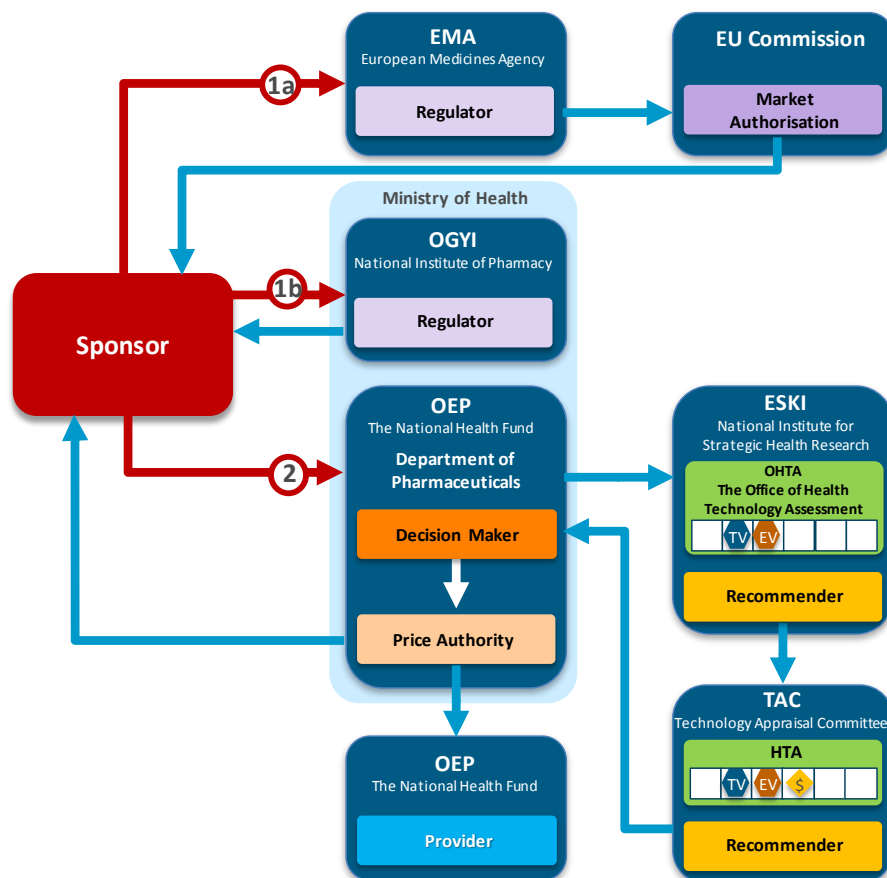 EMA
European Medicines Agency
Regulator
EU Commission
Market
Authorisation
1a
Ministry of Health
OGYI
National Institute of Pharmacy
Regulator
1b
Sponsor
OEP
The National Health Fund
Department of
Pharmaceuticals
Decision Maker
Price Authority
2
ESKI
National Institute for
Strategic Health Research
OHTA
The Office of Health
Technology Assessment
TV EV
Recommender
TAC
Technology Appraisal Committee
HTA
TV EV $
Recommender
OEP
The National Health Fund
Provider